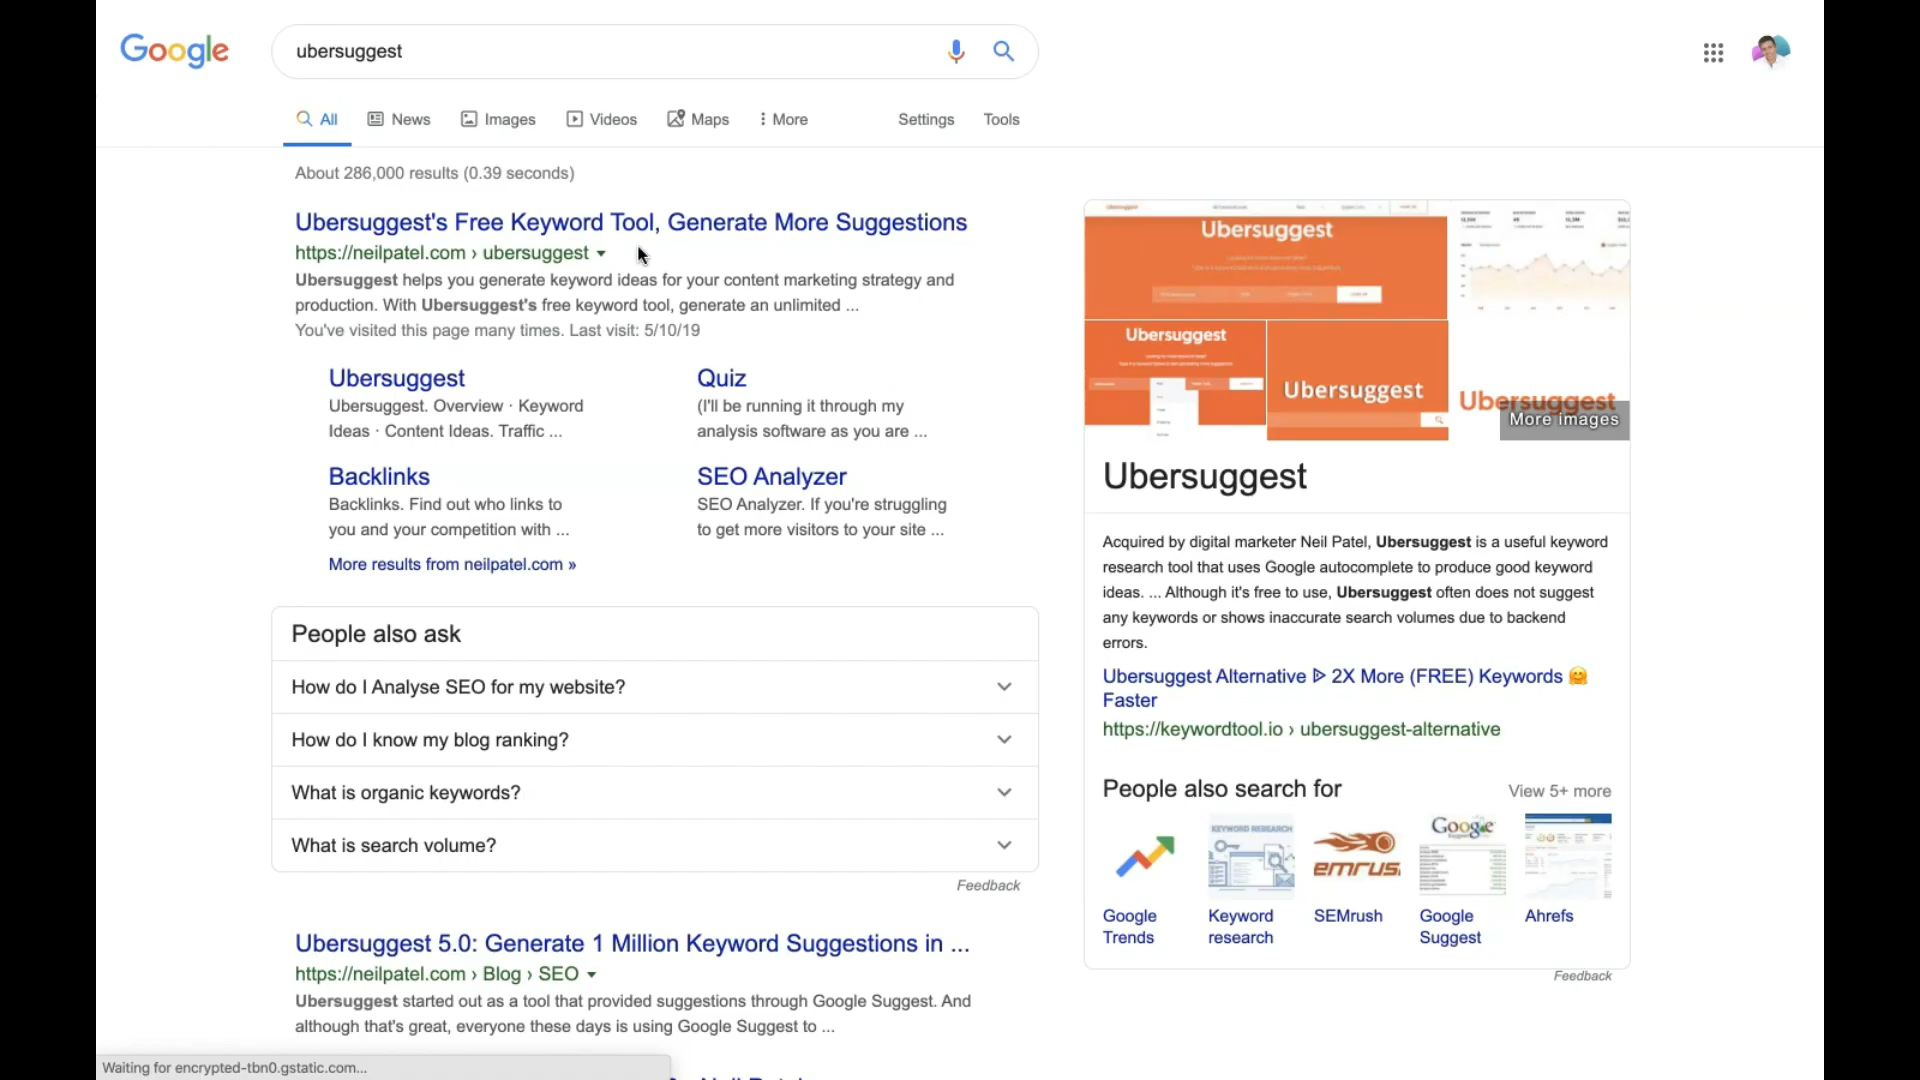 Google
ubersuggest
All
News
Images
Videos
Maps
More
Settings
Tools
About 286,000 results (0.39 seconds)
Ubersuggest's Free Keyword Tool, Generate More Suggestions
https://neilpatel.com › ubersuggest
Ubersuggest helps you generate keyword ideas for your content marketing strategy and
production. With Ubersuggest's free keyword tool, generate an unlimited ...
You've visited this page many times. Last visit: 5/10/19
Ubersuggest
Ubersuggest. Overview · Keyword
Ideas · Content Ideas. Traffic ...
Quiz
(I'll be running it through my
analysis software as you are ...
Backlinks
Backlinks. Find out who links to
you and your competition with ...
SEO Analyzer
SEO Analyzer. If you're struggling
to get more visitors to your site ...
More results from neilpatel.com »
People also ask
How do I Analyse SEO for my website?
How do I know my blog ranking?
What is organic keywords?
What is search volume?
Feedback
Ubersuggest 5.0: Generate 1 Million Keyword Suggestions in ...
https://neilpatel.com › Blog › SEO
Ubersuggest started out as a tool that provided suggestions through Google Suggest. And
although that's great, everyone these days is using Google Suggest to ...
Waiting for encrypted-tbn0.gstatic.com...
Ubersuggest
Ubersuggest
Ubersuggest
Ubersuggest
More images
Ubersuggest
Acquired by digital marketer Neil Patel, Ubersuggest is a useful keyword
research tool that uses Google autocomplete to produce good keyword
ideas. ... Although it's free to use, Ubersuggest often does not suggest
any keywords or shows inaccurate search volumes due to backend
errors.
Ubersuggest Alternative ᐅ 2X More (FREE) Keywords 🤗
Faster
https://keywordtool.io › ubersuggest-alternative
People also search for
View 5+ more
KEYWORD RESEARCH
Google
emrus
Google
Trends
Keyword
research
SEMrush
Google
Suggest
Ahrefs
Feedback